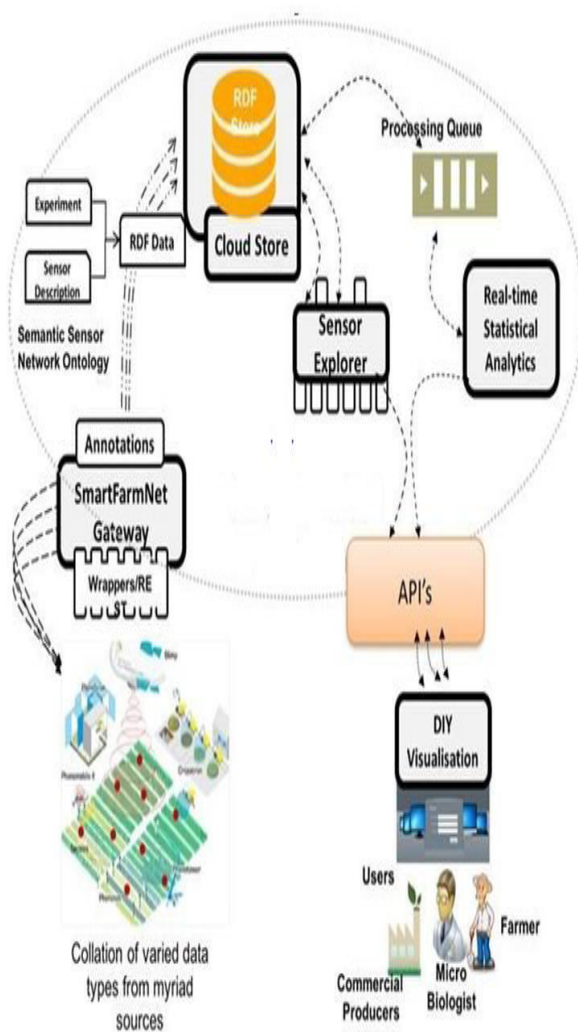 RDF
Store
Cloud Store
Processing Queue
Experiment
Sensor
Description
RDF Data
Semantic Sensor
Network Ontology
Sensor
Explorer
Real-time
Statistical
Analytics
Annotations
SmartFarmNet
Gateway
Wrappers/RE
ST
API's
DIY
Visualisation
Users
Farmer
Micro
Biologist
Commercial
Producers
Collation of varied data
types from myriad
sources